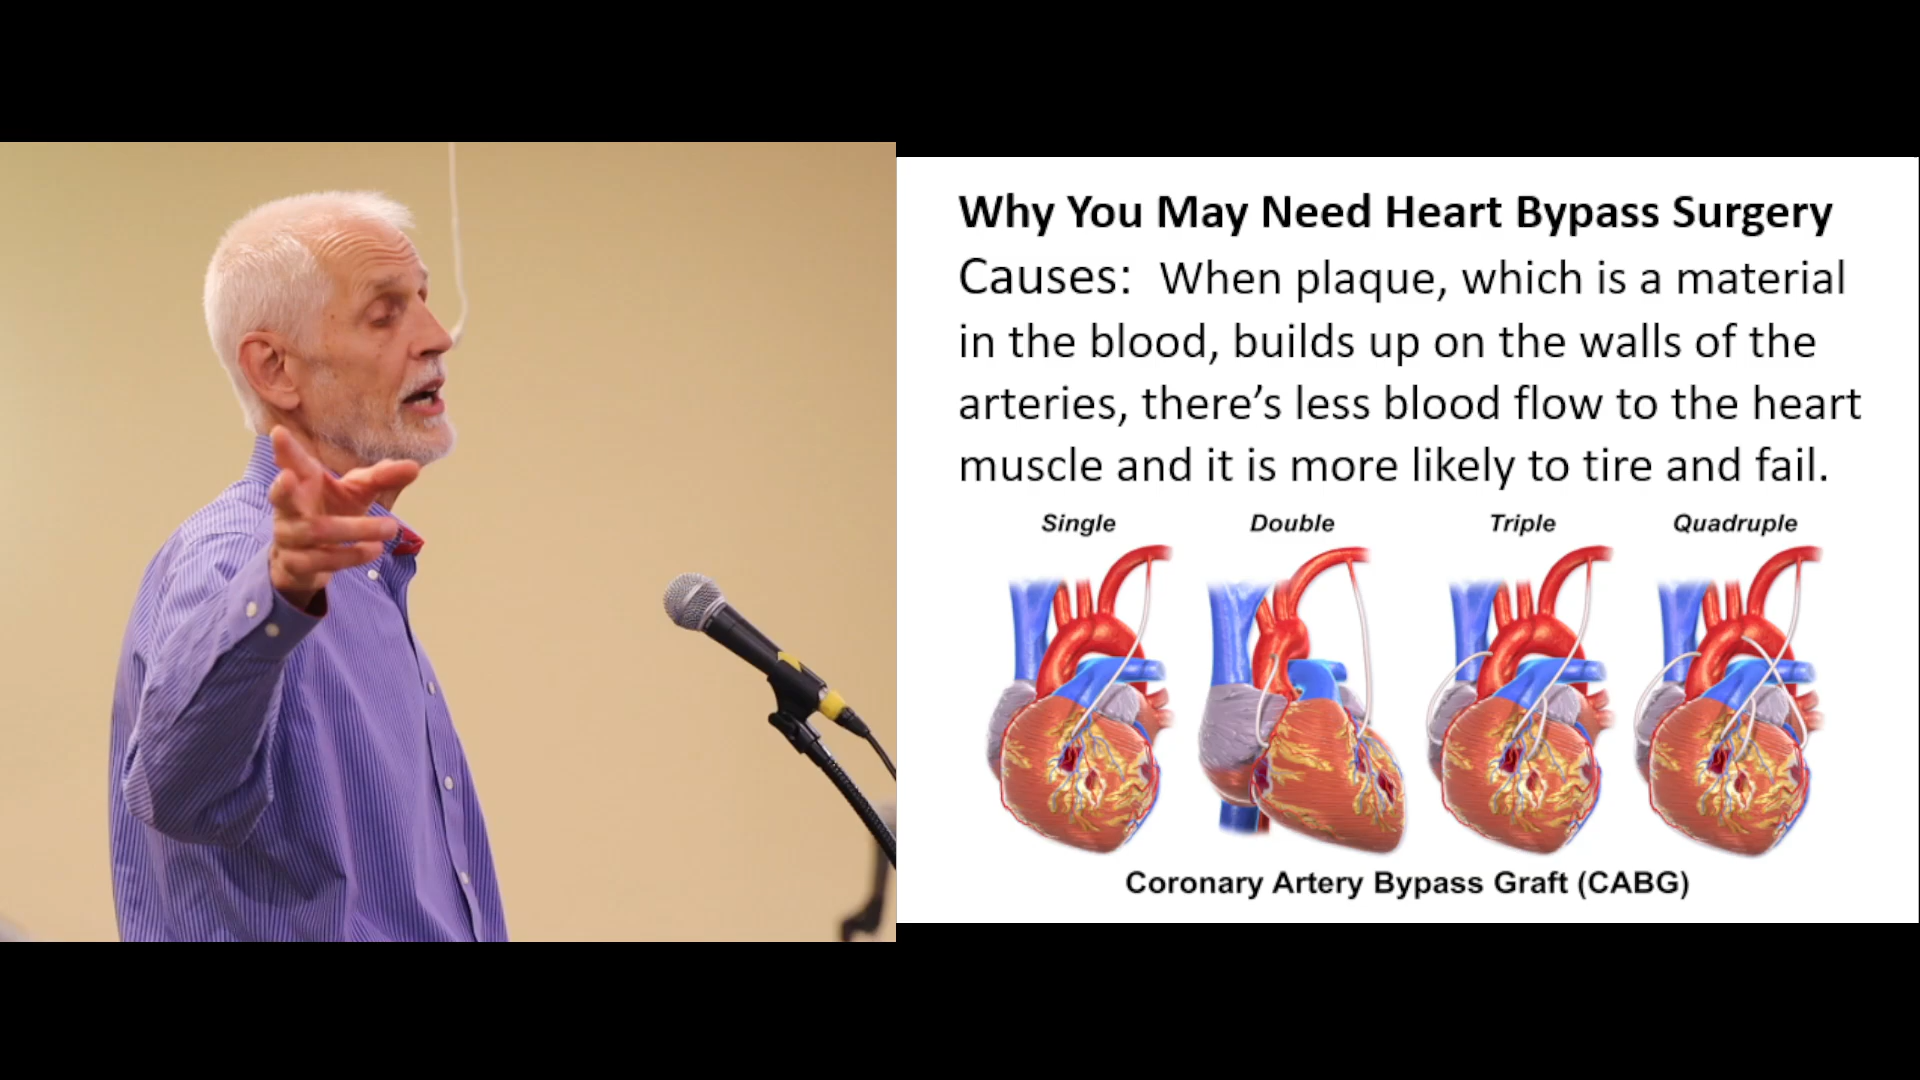 Why You May Need Heart Bypass Surgery
Causes:  When plaque, which is a material
in the blood, builds up on the walls of the
arteries, there’s less blood flow to the heart
muscle and it is more likely to tire and fail.
Single Double Triple Quadruple
Coronary Artery Bypass Graft (CABG)